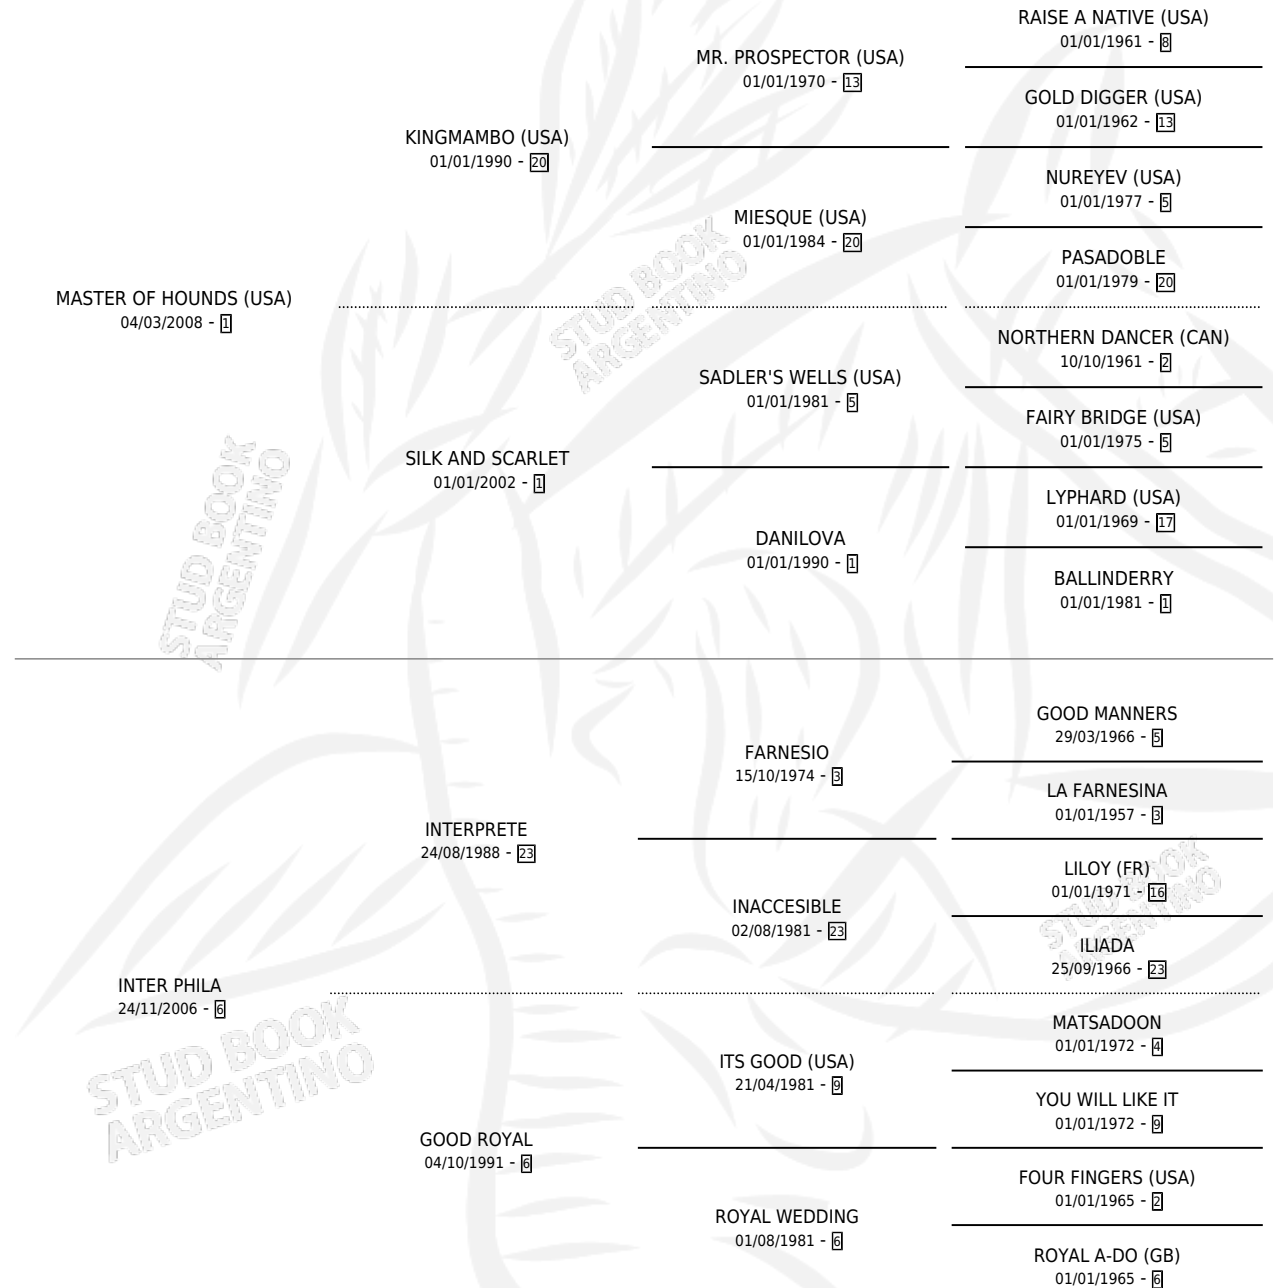 RAISE A NATIVE (USA)
01/01/1961 - 8
MR. PROSPECTOR (USA)
01/01/1970 - 13
GOLD DIGGER (USA)
01/01/1962 - 13
KINGMAMBO (USA)
01/01/1990 - 20
NUREYEV (USA)
01/01/1977 - 5
MIESQUE (USA)
01/01/1984 - 20
PASADOBLE
01/01/1979 - 20
MASTER OF HOUNDS (USA)
04/03/2008 - 1
STUD BOOK
ARGENTINO
NORTHERN DANCER (CAN)
10/10/1961 - 2
SADLER'S WELLS (USA)
01/01/1981 - 5
FAIRY BRIDGE (USA)
01/01/1975 - 5
SILK AND SCARLET
01/01/2002 - 1
LYPHARD (USA)
01/01/1969 - 17
DANILOVA
01/01/1990 - 1
BALLINDERRY
01/01/1981 - 1
STUD BOOK
ARGENTINO
GOOD MANNERS
29/03/1966 - 5
FARNESIO
15/10/1974 - 3
LA FARNESINA
01/01/1957 - 3
INTERPRETE
24/08/1988 - 23
LILOY (FR)
01/01/1971 - 16
INACCESIBLE
02/08/1981 - 23
STUD BOOK
ARGENTINO
ILIADA
25/09/1966 - 23
INTER PHILA
24/11/2006 - 6
STUD BOOK
ARGENTINO
MATSADOON
01/01/1972 - 4
ITS GOOD (USA)
21/04/1981 - 9
YOU WILL LIKE IT
01/01/1972 - 9
GOOD ROYAL
04/10/1991 - 6
FOUR FINGERS (USA)
01/01/1965 - 2
ROYAL WEDDING
01/08/1981 - 6
ROYAL A-DO (GB)
01/01/1965 - 6